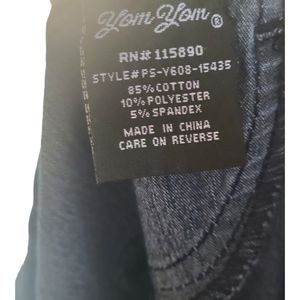 Yom Yom ®
RN# 115890
STYLE# PS-Y608-15435
85% COTTON
10% POLYESTER
5% SPANDEX
MADE IN CHINA
CARE ON REVERSE